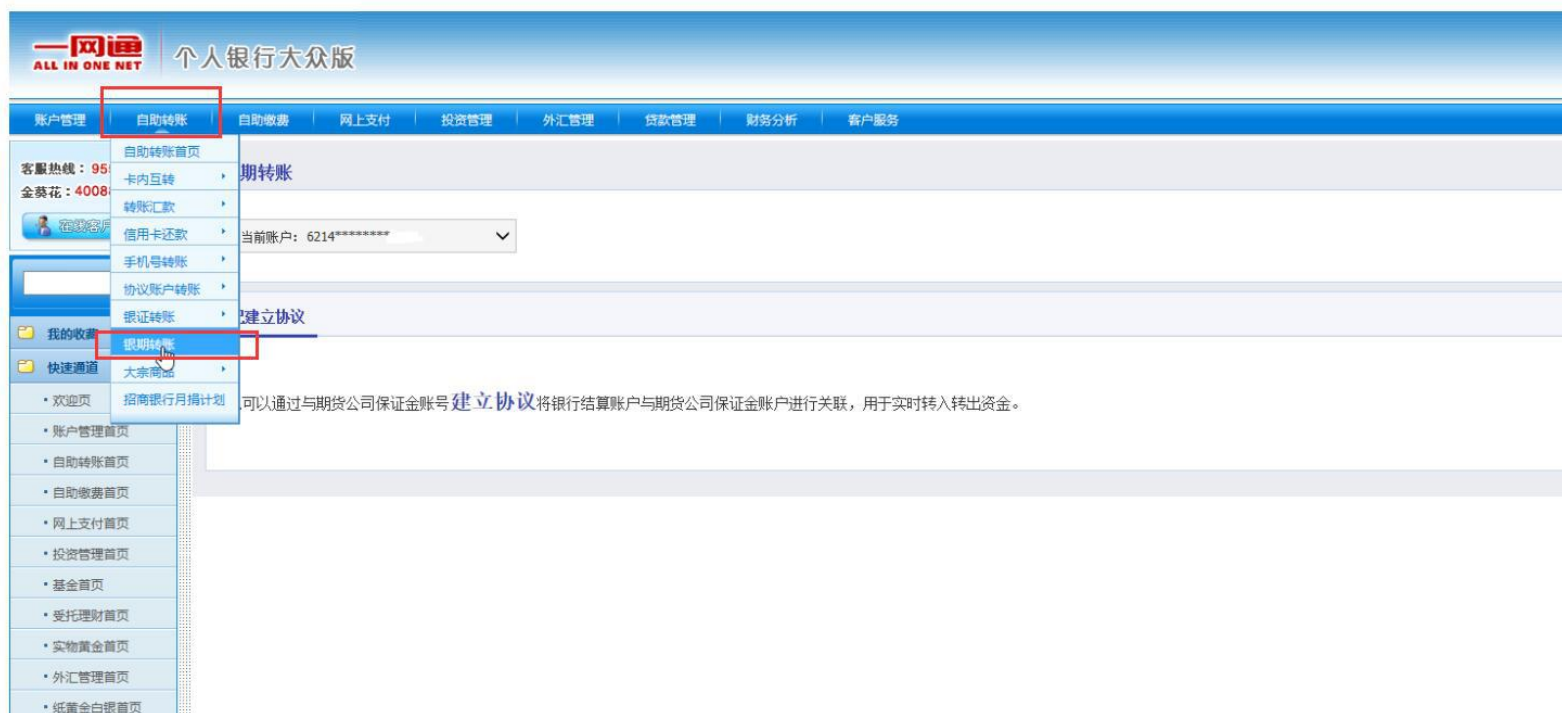 一网通
ALL IN ONE NET
个人银行大众版
账户管理 自助转账 自助缴费 网上支付 投资管理 外汇管理 贷款管理 财务分析 客户服务
客服热线：95
金葵花：4008
在线客
自助转账首页
卡内互转
转账汇款
信用卡还款
手机号转账
协议账户转账
银证转账
银期转账
大宗商品
招商银行月捐计划
期转账
当前账户：6214********
建立协议
可以通过与期货公司保证金账号建立协议将银行结算账户与期货公司保证金账户进行关联，用于实时转入转出资金。
我的收费
快速通道
·欢迎页
·账户管理首页
·自助转账首页
·自助缴费首页
·网上支付首页
·投资管理首页
·基金首页
·受托理财首页
·实物黄金首页
·外汇管理首页
·纸黄金白银首页